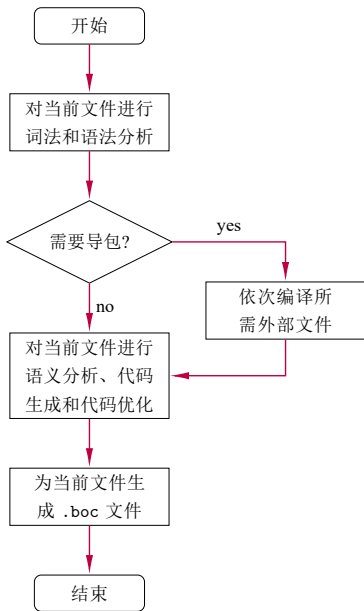 开始
对当前文件进行
词法和语法分析
需要导包?
yes
no
依次编译所
需外部文件
对当前文件进行
语义分析、代码
生成和代码优化
为当前文件生
成 .boc 文件
结束